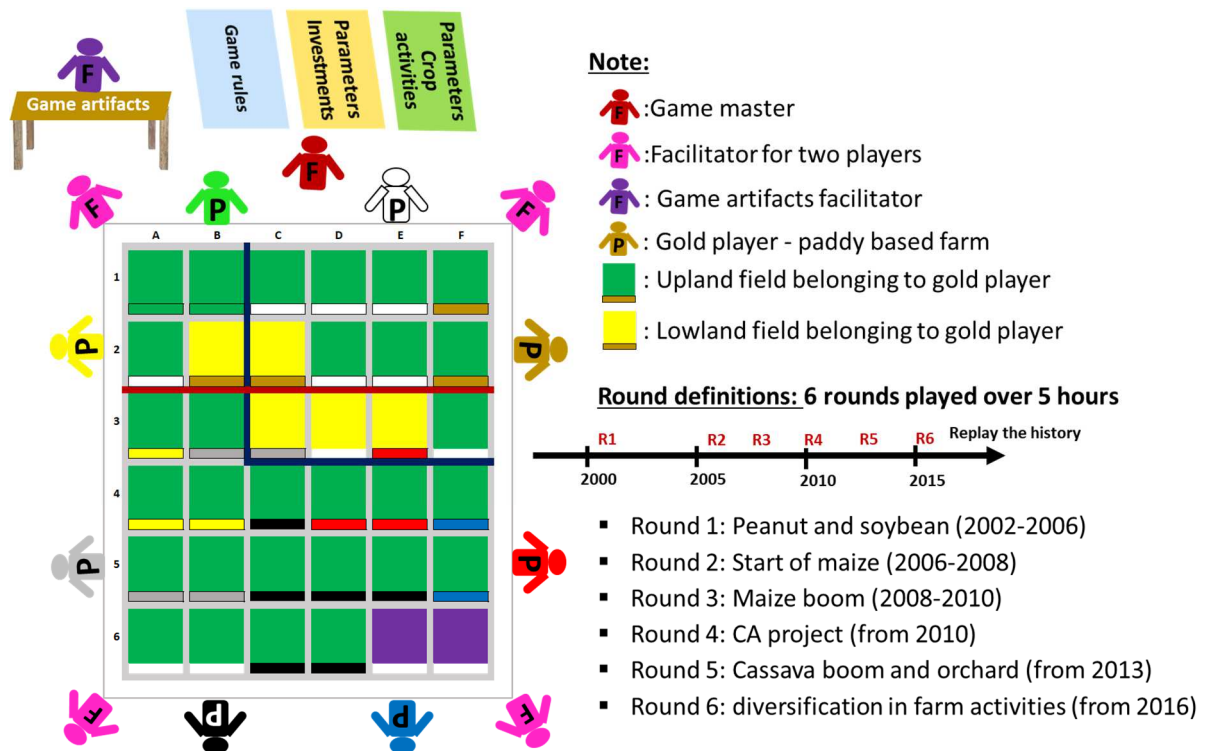 Game rules
Parameters
Investments
Parameters
Crop
activities
F
Game artifacts
F
F
P
P
F
A B C D E F
1
2
3
4
5
6
P
P
P
P
F
P
P
F
Note:
F :Game master
F :Facilitator for two players
F : Game artifacts facilitator
P : Gold player - paddy based farm
: Upland field belonging to gold player
: Lowland field belonging to gold player
Round definitions: 6 rounds played over 5 hours
R1 R2 R3 R4 R5 R6 Replay the history
2000 2005 2010 2015
▪ Round 1: Peanut and soybean (2002-2006)
▪ Round 2: Start of maize (2006-2008)
▪ Round 3: Maize boom (2008-2010)
▪ Round 4: CA project (from 2010)
▪ Round 5: Cassava boom and orchard (from 2013)
▪ Round 6: diversification in farm activities (from 2016)